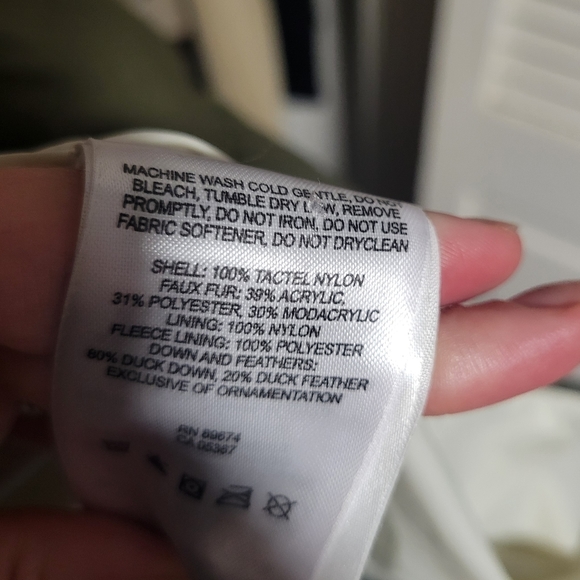 MACHINE WASH COLD GENTLE, DO NOT
BLEACH, TUMBLE DRY LOW, REMOVE
PROMPTLY, DO NOT IRON, DO NOT USE
FABRIC SOFTENER, DO NOT DRYCLEAN
SHELL: 100% TACTEL NYLON
FAUX FUR: 39% ACRYLIC,
31% POLYESTER, 30% MODACRYLIC
LINING: 100% NYLON
FLEECE LINING: 100% POLYESTER
DOWN AND FEATHERS:
80% DUCK DOWN, 20% DUCK FEATHER
EXCLUSIVE OF ORNAMENTATION
RN 89674
CA 05367